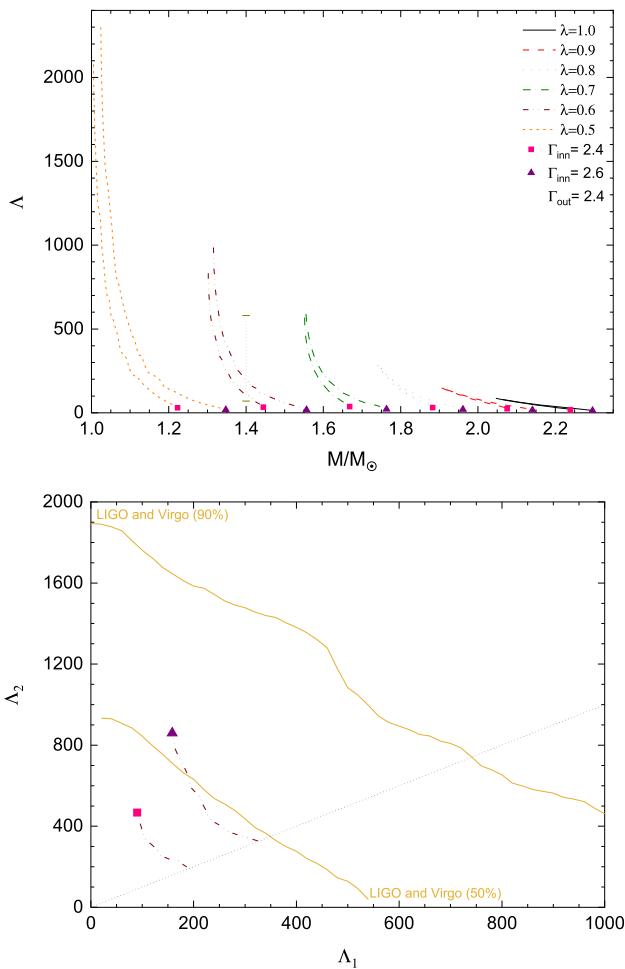 2000
1500
1000
500
0
Λ
1.0 1.2 1.4 1.6 1.8 2.0 2.2
M/M☉
λ=1.0
λ=0.9
λ=0.8
λ=0.7
λ=0.6
λ=0.5
Γinn= 2.4
Γinn= 2.6
Γout= 2.4
2000
1600
1200
800
400
0
Λ2
LIGO and Virgo (90%)
LIGO and Virgo (50%)
0 200 400 600 800 1000
Λ1